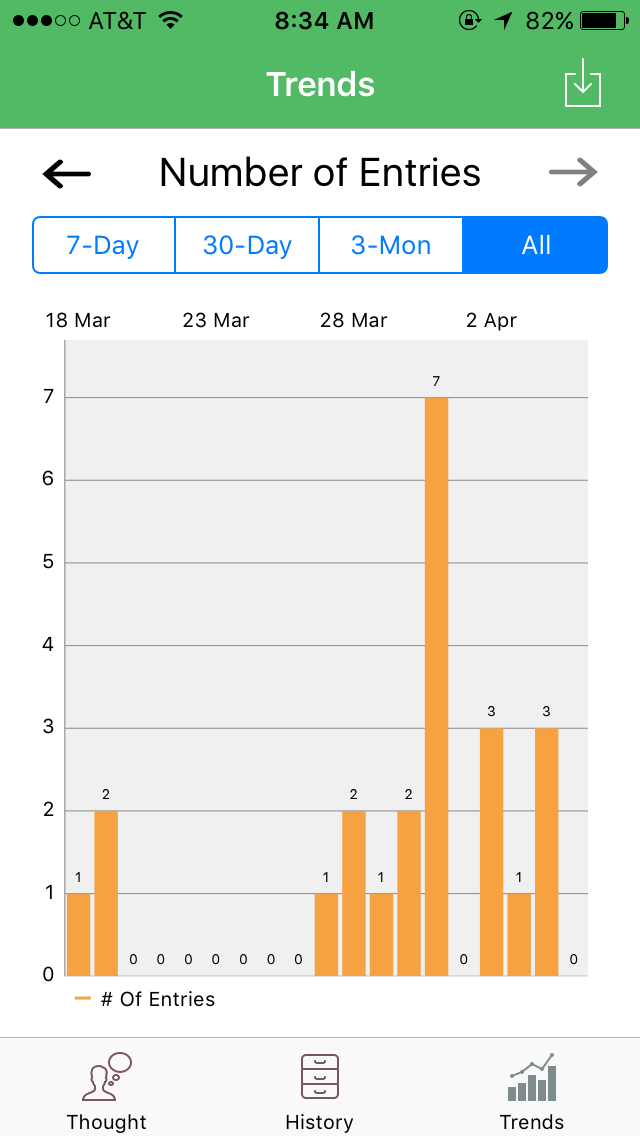 AT&T 8:34 AM 82%
Trends
Number of Entries
7-Day 30-Day 3-Mon All
18 Mar 23 Mar 28 Mar 2 Apr
7
7
6
5
4
3 3
3
2 2 2
2
1 1 1 1
1
0 0 0 0 0 0 0 0 0
0
# Of Entries
Thought History Trends